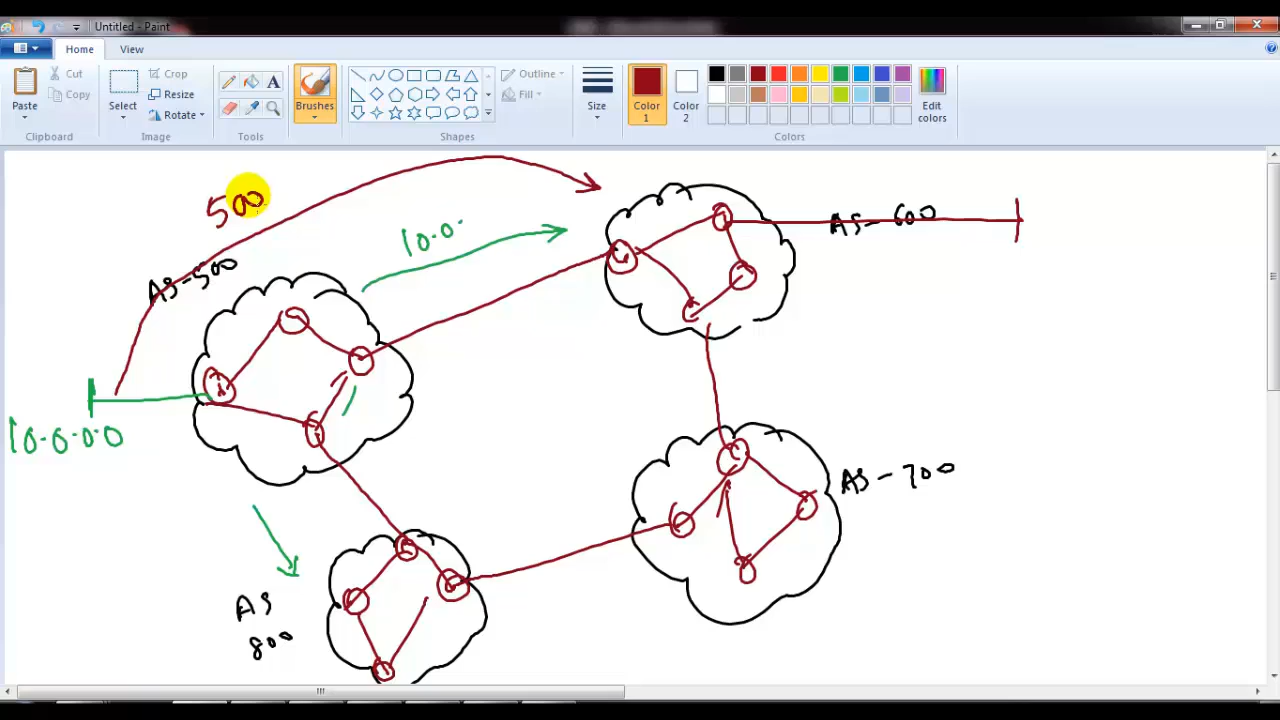 Untitled - Paint
Home
View
Paste
Cut
Copy
Select
Crop
Resize
Rotate
A
Brushes
Outline
Fill
Size
Color 1
Color 2
Edit colors
Clipboard
Image
Tools
Shapes
Colors
500
10.0.
AS-600
AS-500
10.0.0.0
AS-700
AS
800